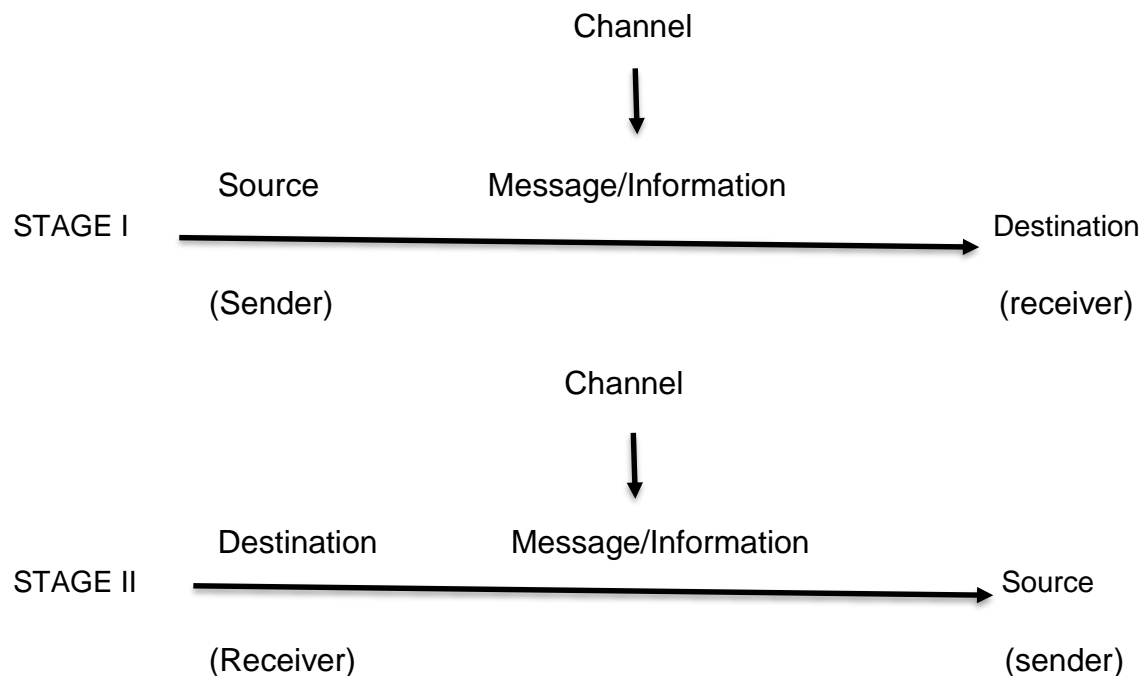 Channel
Source Message/Information
STAGE I Destination
(Sender) (receiver)
Channel
Destination Message/Information
STAGE II Source
(Receiver) (sender)